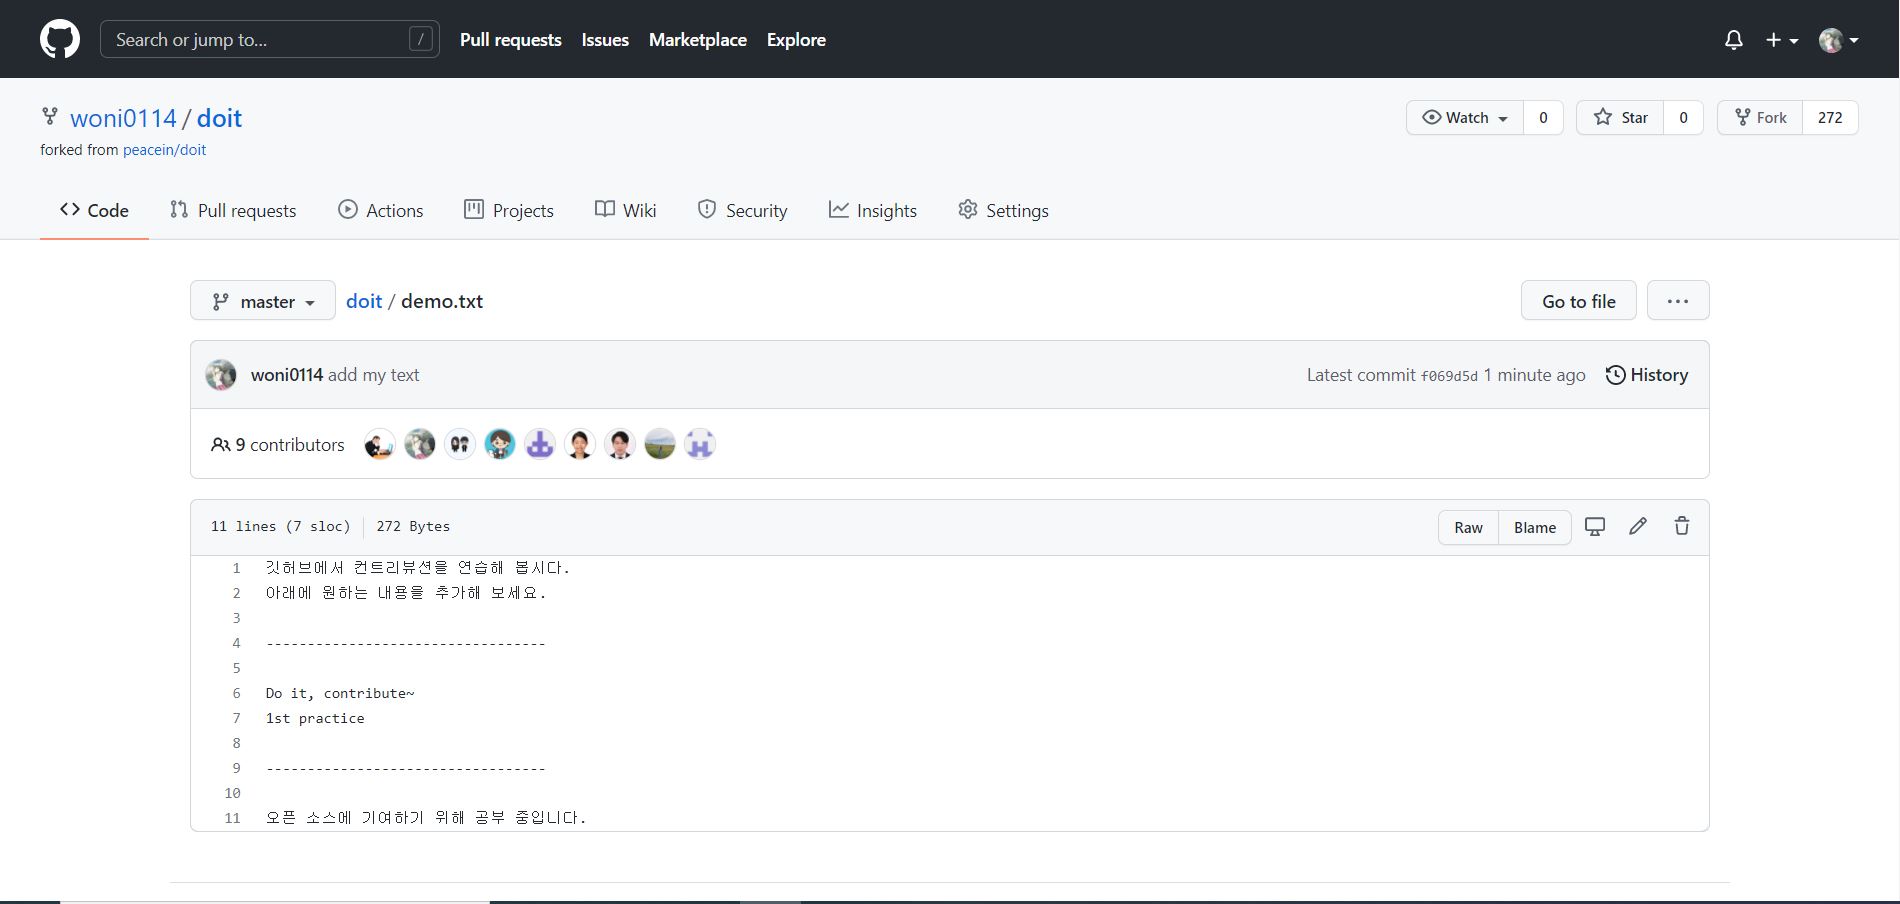 Search or jump to... /
Pull requests Issues Marketplace Explore
woni0114 / doit
Watch 0 Star 0 Fork 272
forked from peacein/doit
Code Pull requests Actions Projects Wiki Security Insights Settings
master doit / demo.txt Go to file ...
woni0114 add my text Latest commit f069d5d 1 minute ago History
9 contributors
11 lines (7 sloc) 272 Bytes Raw Blame
1 깃허브에서 컨트리뷰션을 연습해 봅시다.
2 아래에 원하는 내용을 추가해 보세요.
3
4 ----------------------------------
5
6 Do it, contribute~
7 1st practice
8
9 ----------------------------------
10
11 오픈 소스에 기여하기 위해 공부 중입니다.